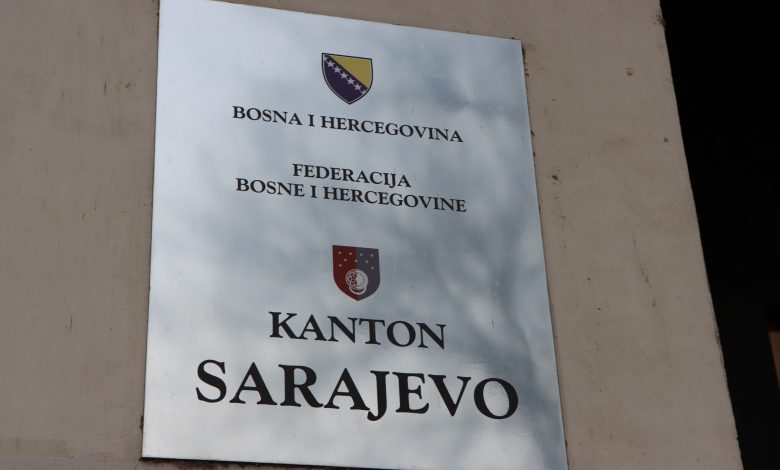 BOSNA I HERCEGOVINA
FEDERACIJA
BOSNE I HERCEGOVINE
KANTON
SARAJEVO